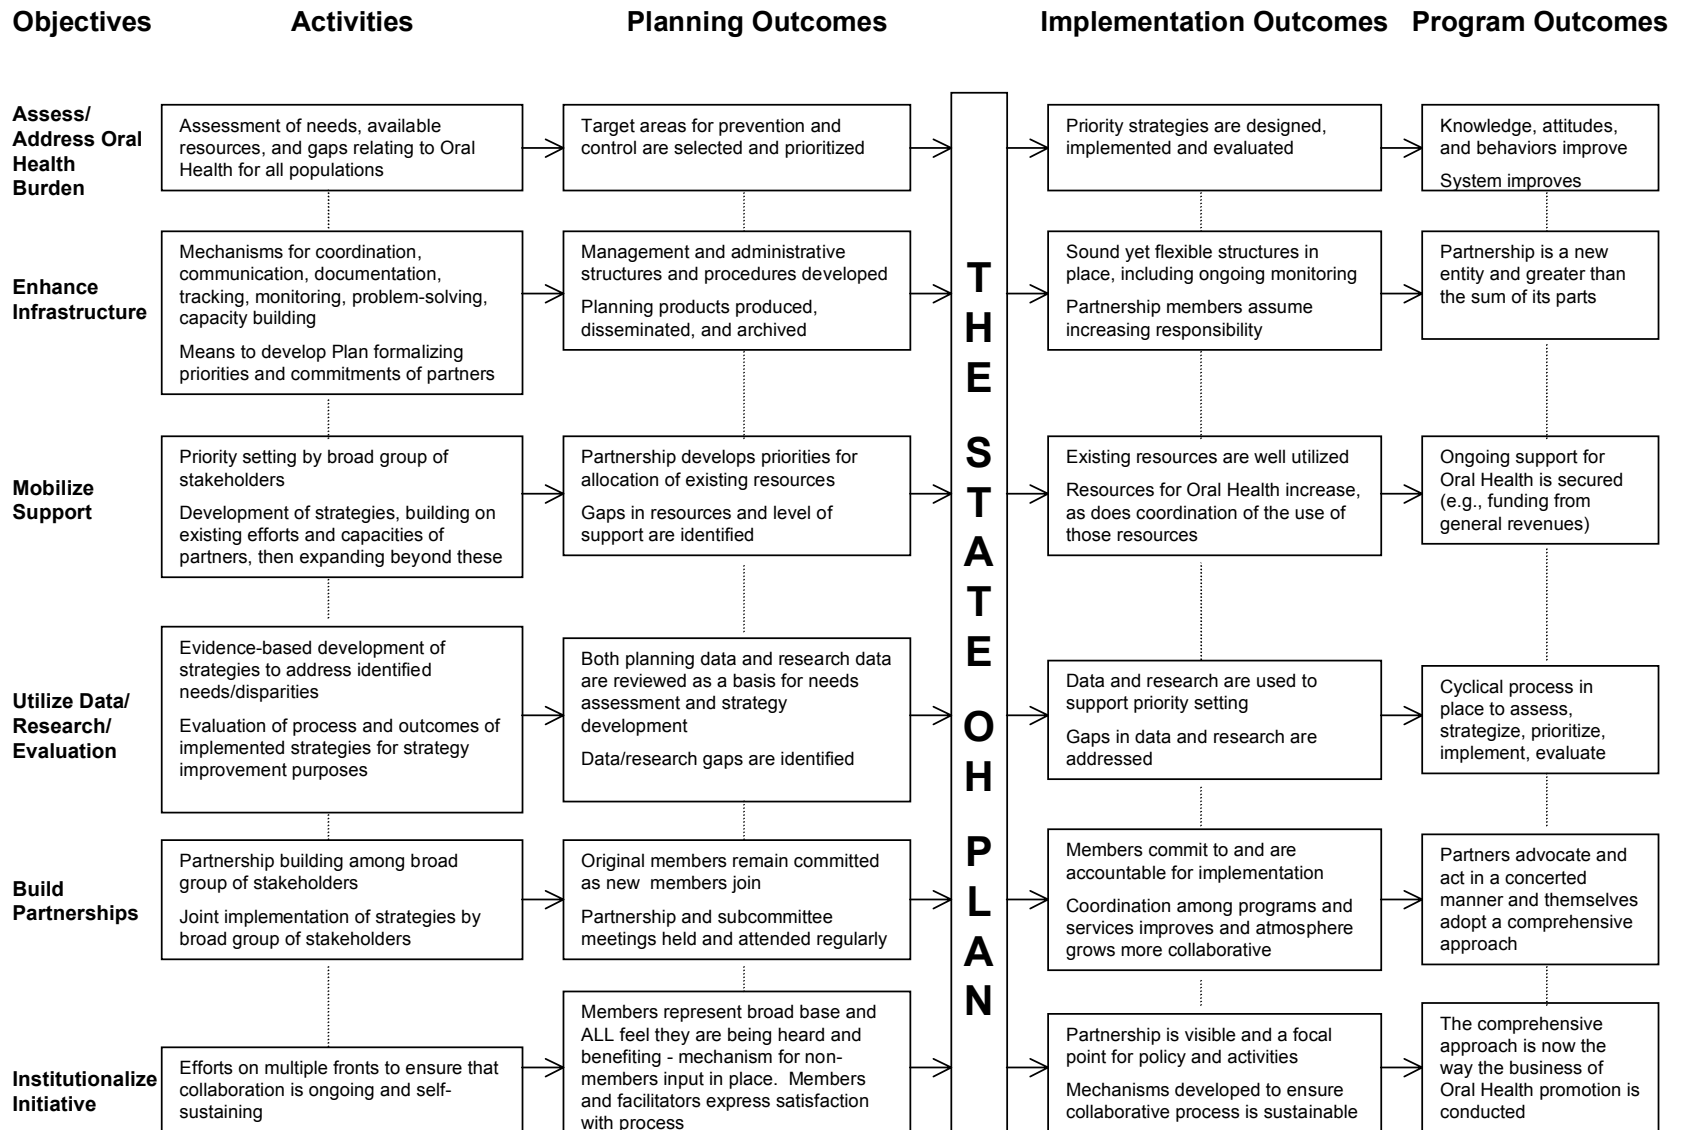 Objectives
Activities
Planning Outcomes
Implementation Outcomes
Program Outcomes
Assess/
Address Oral
Health
Burden
Assessment of needs, available
resources, and gaps relating to Oral
Health for all populations
Target areas for prevention and
control are selected and prioritized
Priority strategies are designed,
implemented and evaluated
Knowledge, attitudes,
and behaviors improve
System improves
Enhance
Infrastructure
Mechanisms for coordination,
communication, documentation,
tracking, monitoring, problem-solving,
capacity building
Means to develop Plan formalizing
priorities and commitments of partners
Management and administrative
structures and procedures developed
Planning products produced,
disseminated, and archived
Sound yet flexible structures in
place, including ongoing monitoring
Partnership members assume
increasing responsibility
Partnership is a new
entity and greater than
the sum of its parts
Mobilize
Support
Priority setting by broad group of
stakeholders
Development of strategies, building on
existing efforts and capacities of
partners, then expanding beyond these
Partnership develops priorities for
allocation of existing resources
Gaps in resources and level of
support are identified
Existing resources are well utilized
Resources for Oral Health increase,
as does coordination of the use of
those resources
Ongoing support for
Oral Health is secured
(e.g., funding from
general revenues)
Utilize Data/
Research/
Evaluation
Evidence-based development of
strategies to address identified
needs/disparities
Evaluation of process and outcomes of
implemented strategies for strategy
improvement purposes
Both planning data and research data
are reviewed as a basis for needs
assessment and strategy
development
Data/research gaps are identified
Data and research are used to
support priority setting
Gaps in data and research are
addressed
Cyclical process in
place to assess,
strategize, prioritize,
implement, evaluate
Build
Partnerships
Partnership building among broad
group of stakeholders
Joint implementation of strategies by
broad group of stakeholders
Original members remain committed
as new  members join
Partnership and subcommittee
meetings held and attended regularly
Members commit to and are
accountable for implementation
Coordination among programs and
services improves and atmosphere
grows more collaborative
Partners advocate and
act in a concerted
manner and themselves
adopt a comprehensive
approach
Institutionalize
Initiative
Efforts on multiple fronts to ensure that
collaboration is ongoing and self-
sustaining
Members represent broad base and
ALL feel they are being heard and
benefiting - mechanism for non-
members input in place.  Members
and facilitators express satisfaction
with process
Partnership is visible and a focal
point for policy and activities
Mechanisms developed to ensure
collaborative process is sustainable
The comprehensive
approach is now the
way the business of
Oral Health promotion is
conducted
THE STATE OH PLAN